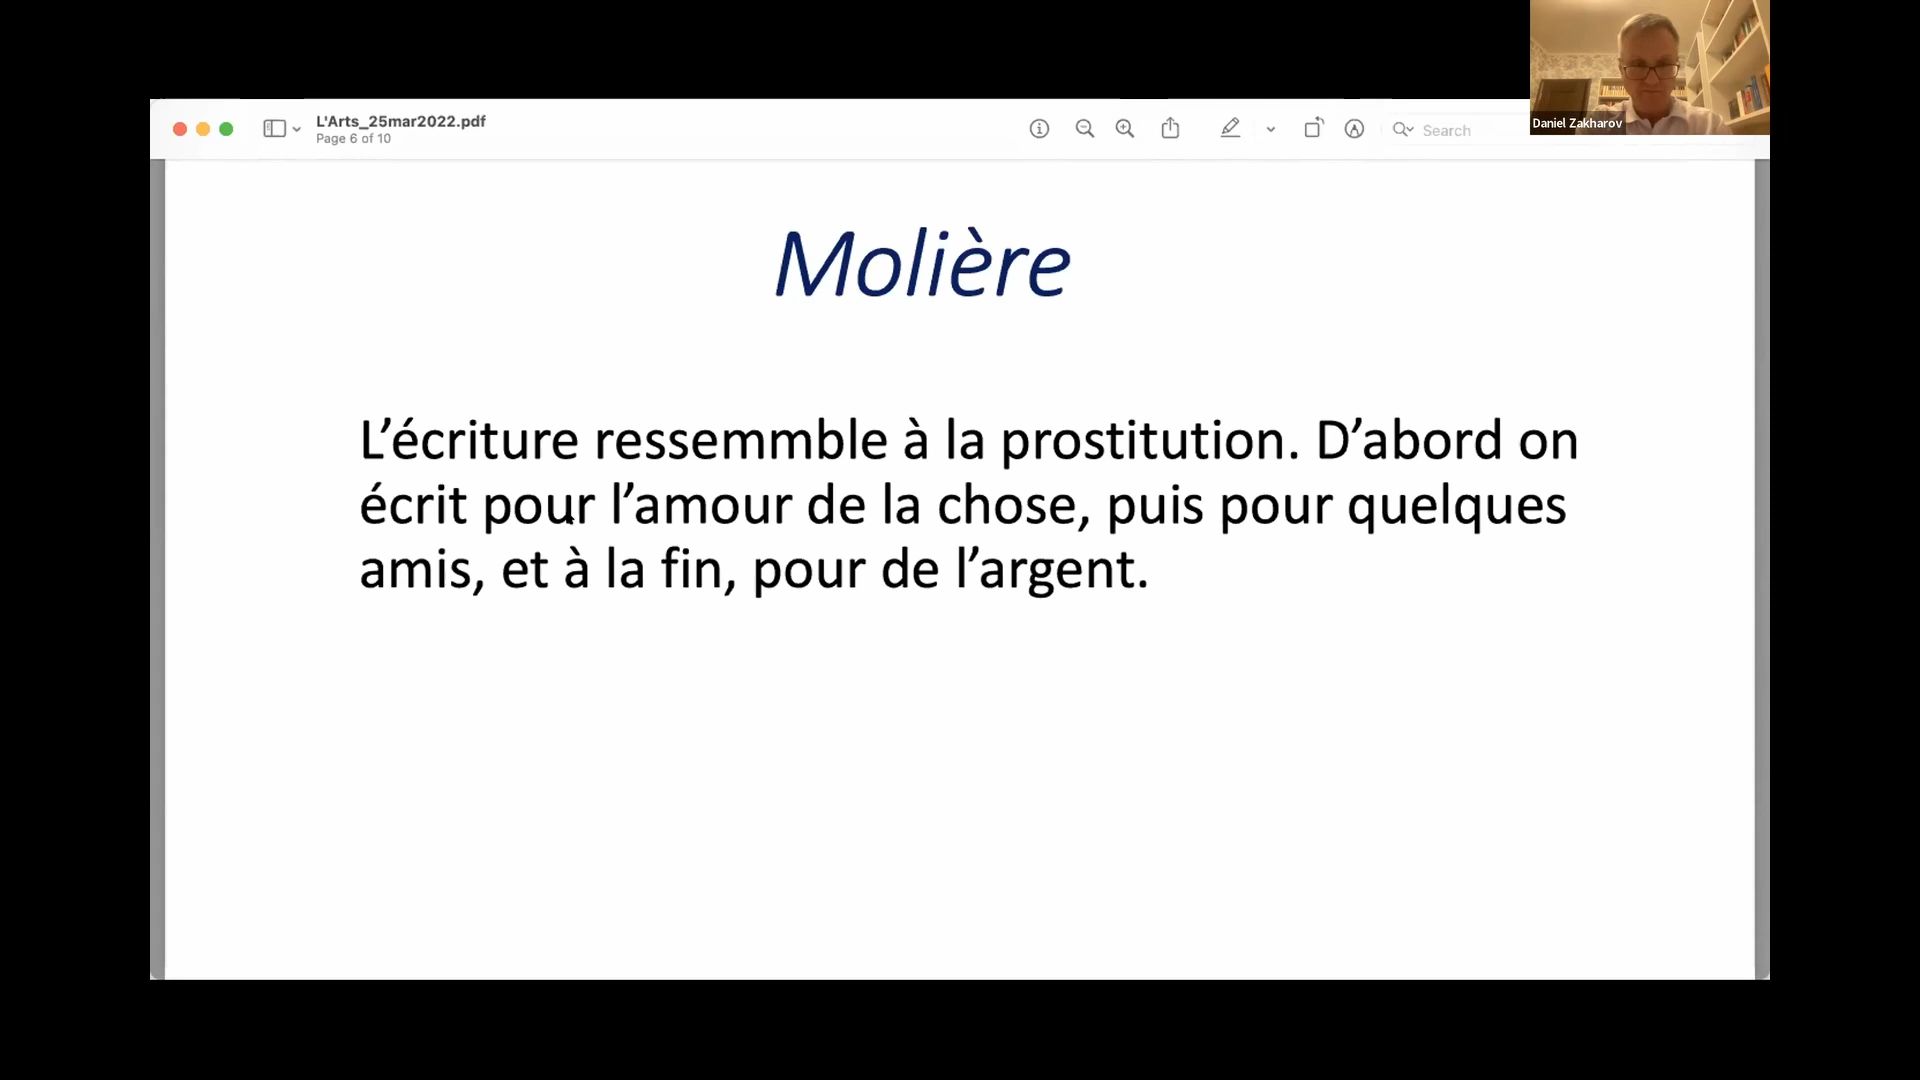 L'Arts_25mar2022.pdf
Page 6 of 10
Search
Daniel Zakharov
Molière
L’écriture ressemmble à la prostitution. D’abord on
écrit pour l’amour de la chose, puis pour quelques
amis, et à la fin, pour de l’argent.